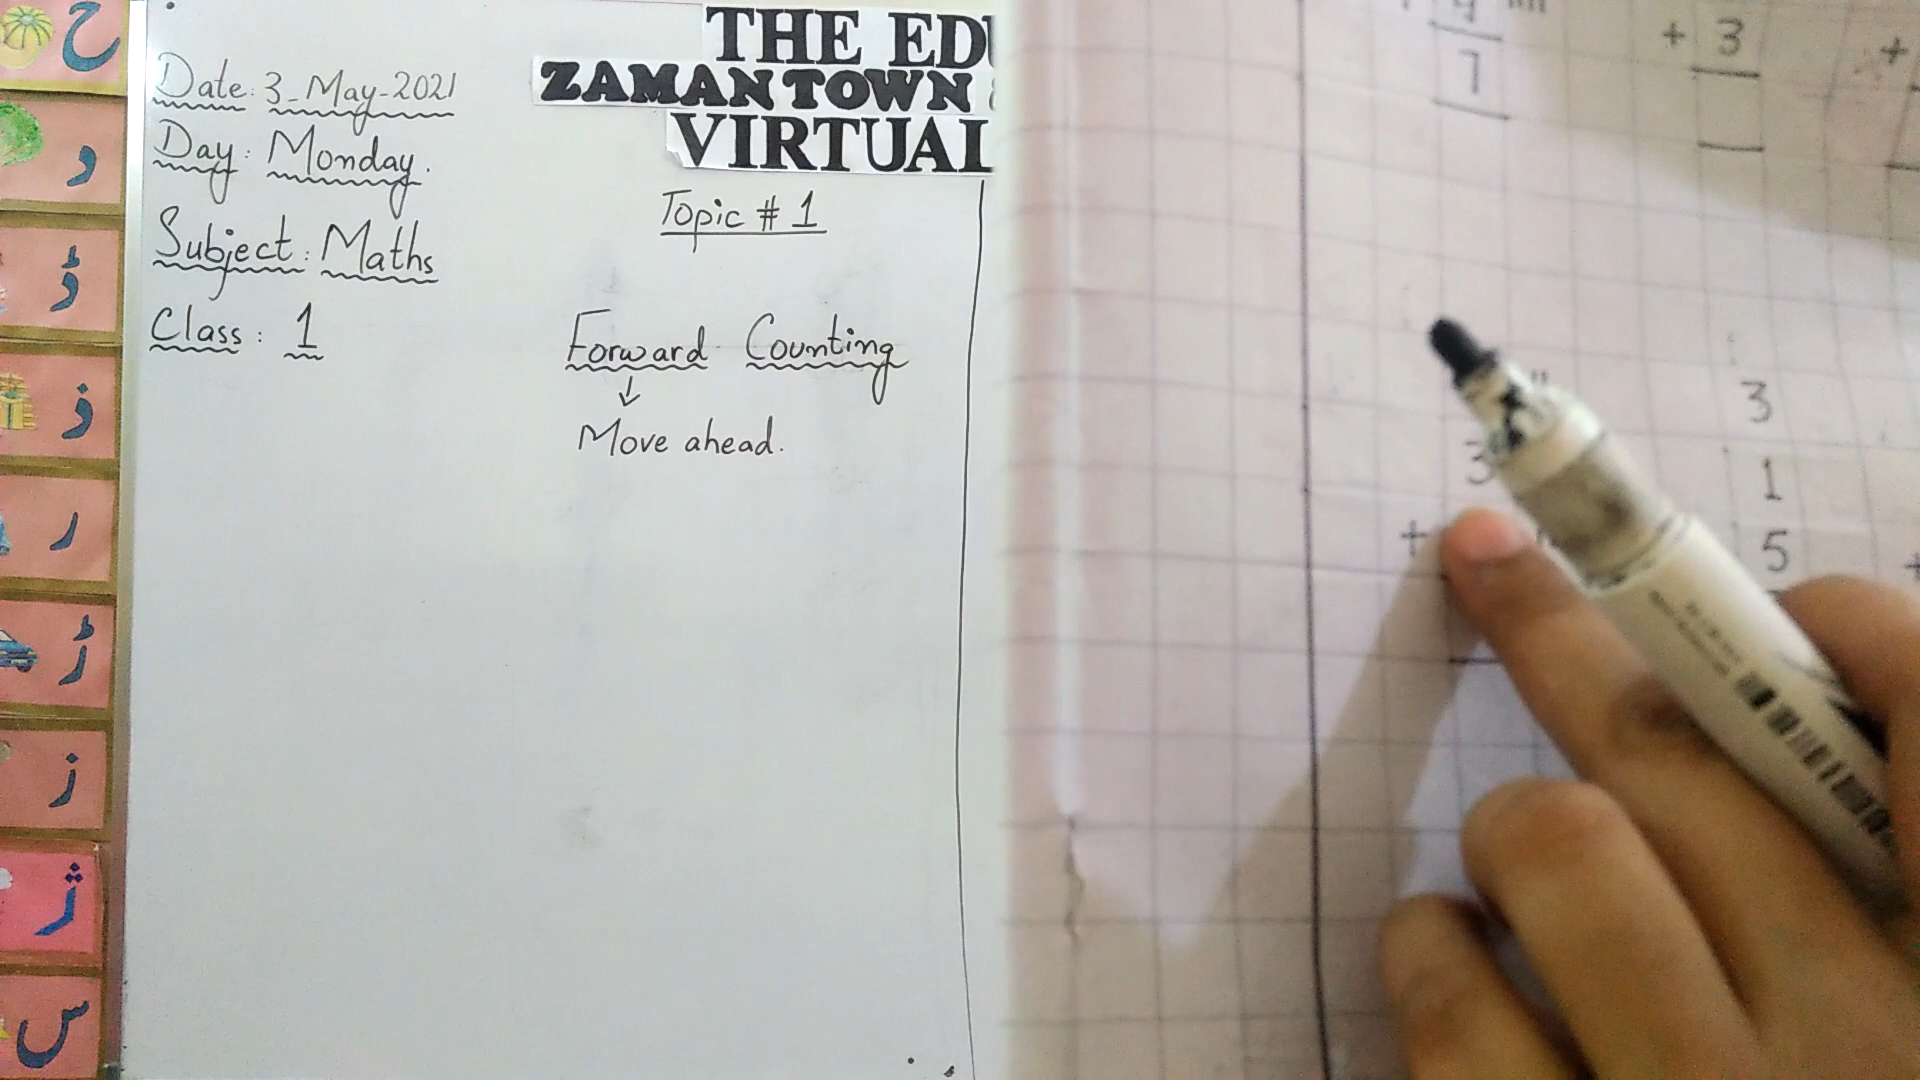 THE EDU
ZAMAN TOWN
VIRTUAL
Date: 3-May-2021
Day: Monday.
Subject: Maths
Class: 1
Topic # 1
Forward Counting
Move ahead.
ح
د
ڈ
ذ
ر
ڑ
ز
ژ
س
7
+ 3
+
3
+
3
1
5
+